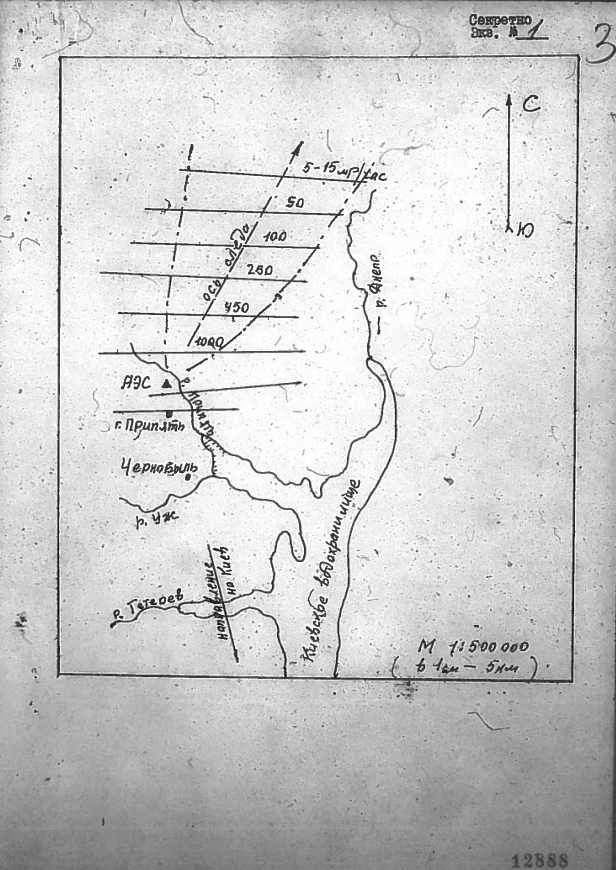 Секретно
Экз. № 1
3
С
Ю
5-15 мр/час
50
100
ось следа
250
р. Днепр
450
1000
АЭС
р. Припять
г. Припять
Чернобыль
р. Уж
Киевское водохранилище
направление
на Киев
р. Тетерев
М 1:500 000
(в 1см — 5км)
12888